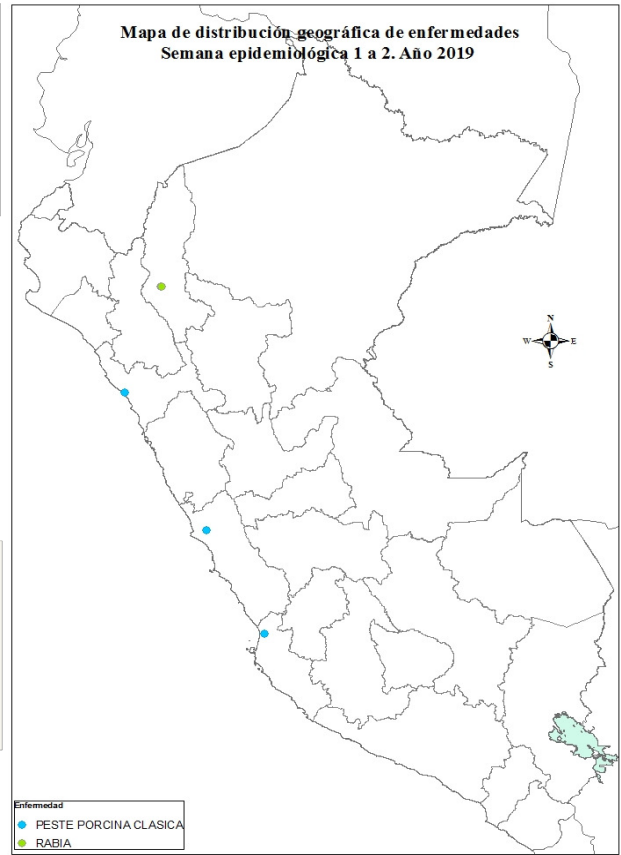 Mapa de distribución geográfica de enfermedades
Semana epidemiológica 1 a 2. Año 2019
N
W E
S
Enfermedad
PESTE PORCINA CLASICA
RABIA